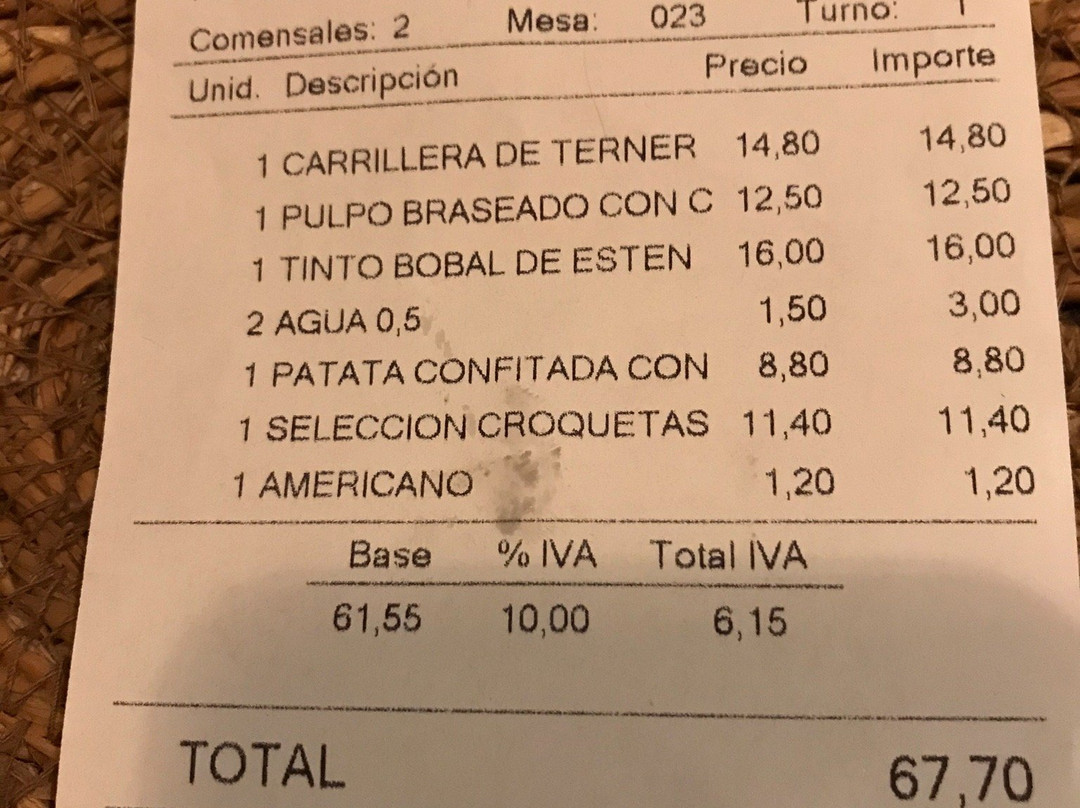 Comensales: 2 Mesa: 023 Turno: 1
Unid. Descripción Precio Importe
1 CARRILLERA DE TERNER 14,80 14,80
1 PULPO BRASEADO CON C 12,50 12,50
1 TINTO BOBAL DE ESTEN 16,00 16,00
2 AGUA 0,5 1,50 3,00
1 PATATA CONFITADA CON 8,80 8,80
1 SELECCION CROQUETAS 11,40 11,40
1 AMERICANO 1,20 1,20
Base % IVA Total IVA
61,55 10,00 6,15
TOTAL 67,70